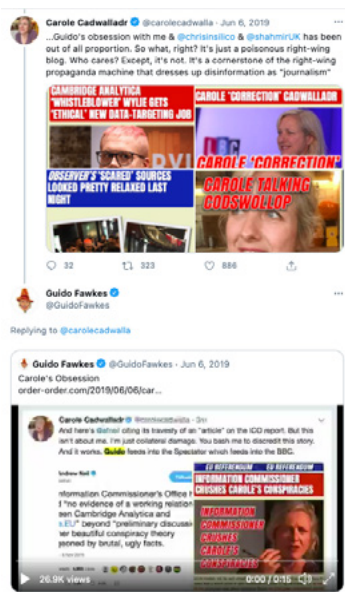 Carole Cadwalladr @carolecadwalla · Jun 6, 2019
...Guido's obsession with me & @chrisinsilico & @shahmirUK has been
out of all proportion. So what, right? It's just a poisonous right-wing
blog. Who cares? Except, it's not. It's a cornerstone of the right-wing
propaganda machine that dresses up disinformation as "journalism"
CAMBRIDGE ANALYTICA
'WHISTLEBLOWER' WYLIE GETS
'ETHICAL' NEW DATA-TARGETING JOB
CAROLE 'CORRECTION' CADWALLADR
LBC
CAROLE 'CORRECTION'
OBSERVER'S 'SCARED' SOURCES
LOOKED PRETTY RELAXED LAST
NIGHT
CAROLE TALKING
CODSWOLLOP
32 323 886
Guido Fawkes
@GuidoFawkes
Replying to @carolecadwalla
Guido Fawkes @GuidoFawkes · Jun 6, 2019
Carole's Obsession
order-order.com/2019/06/06/car...
Carole Cadwalladr
And here's citing its travesty of an "article" on the ICO report. But this
isn't about me. I'm just collateral damage. You bash me to discredit this story.
And it works. Guido feeds into the Spectator which feeds into the BBC.
EU REFERENDUM EU REFERENDUM
INFORMATION COMMISSIONER
CRUSHES CAROLE'S CONSPIRACIES
Andrew Neil
Information Commissioner's Office
"no evidence of a working relation
een Cambridge Analytica and
s.EU" beyond "preliminary discuss
er beautiful conspiracy theory
by brutal, ugly facts.
INFORMATION
COMMISSIONER
CRUSHES
CAROLE'S
CONSPIRACIES
26.9K views
0:00 / 0:15